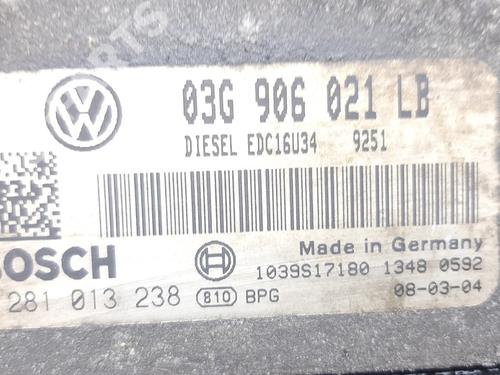 03G 906 021 LB
DIESEL EDC16U34 9251
BOSCH
Made in Germany
1039S17180 1348 0592
281 013 238 810 BPG
08-03-04